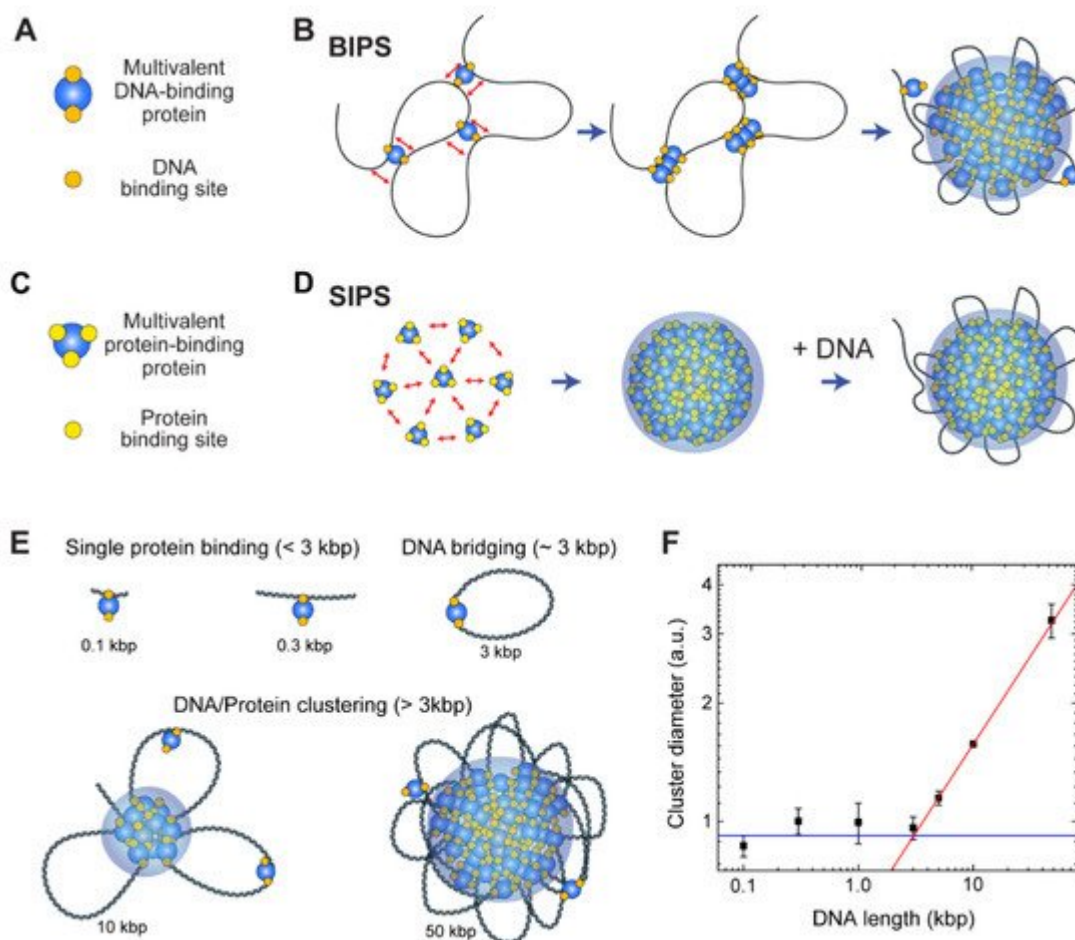 A
Multivalent
DNA-binding
protein
DNA
binding site
B
BIPS
C
Multivalent
protein-binding
protein
Protein
binding site
D
SIPS
+ DNA
E
Single protein binding (< 3 kbp)
DNA bridging (~ 3 kbp)
0.1 kbp
0.3 kbp
3 kbp
DNA/Protein clustering (> 3kbp)
10 kbp
50 kbp
F
Cluster diameter (a.u.)
4
3
2
1
0.1
1.0
10
DNA length (kbp)